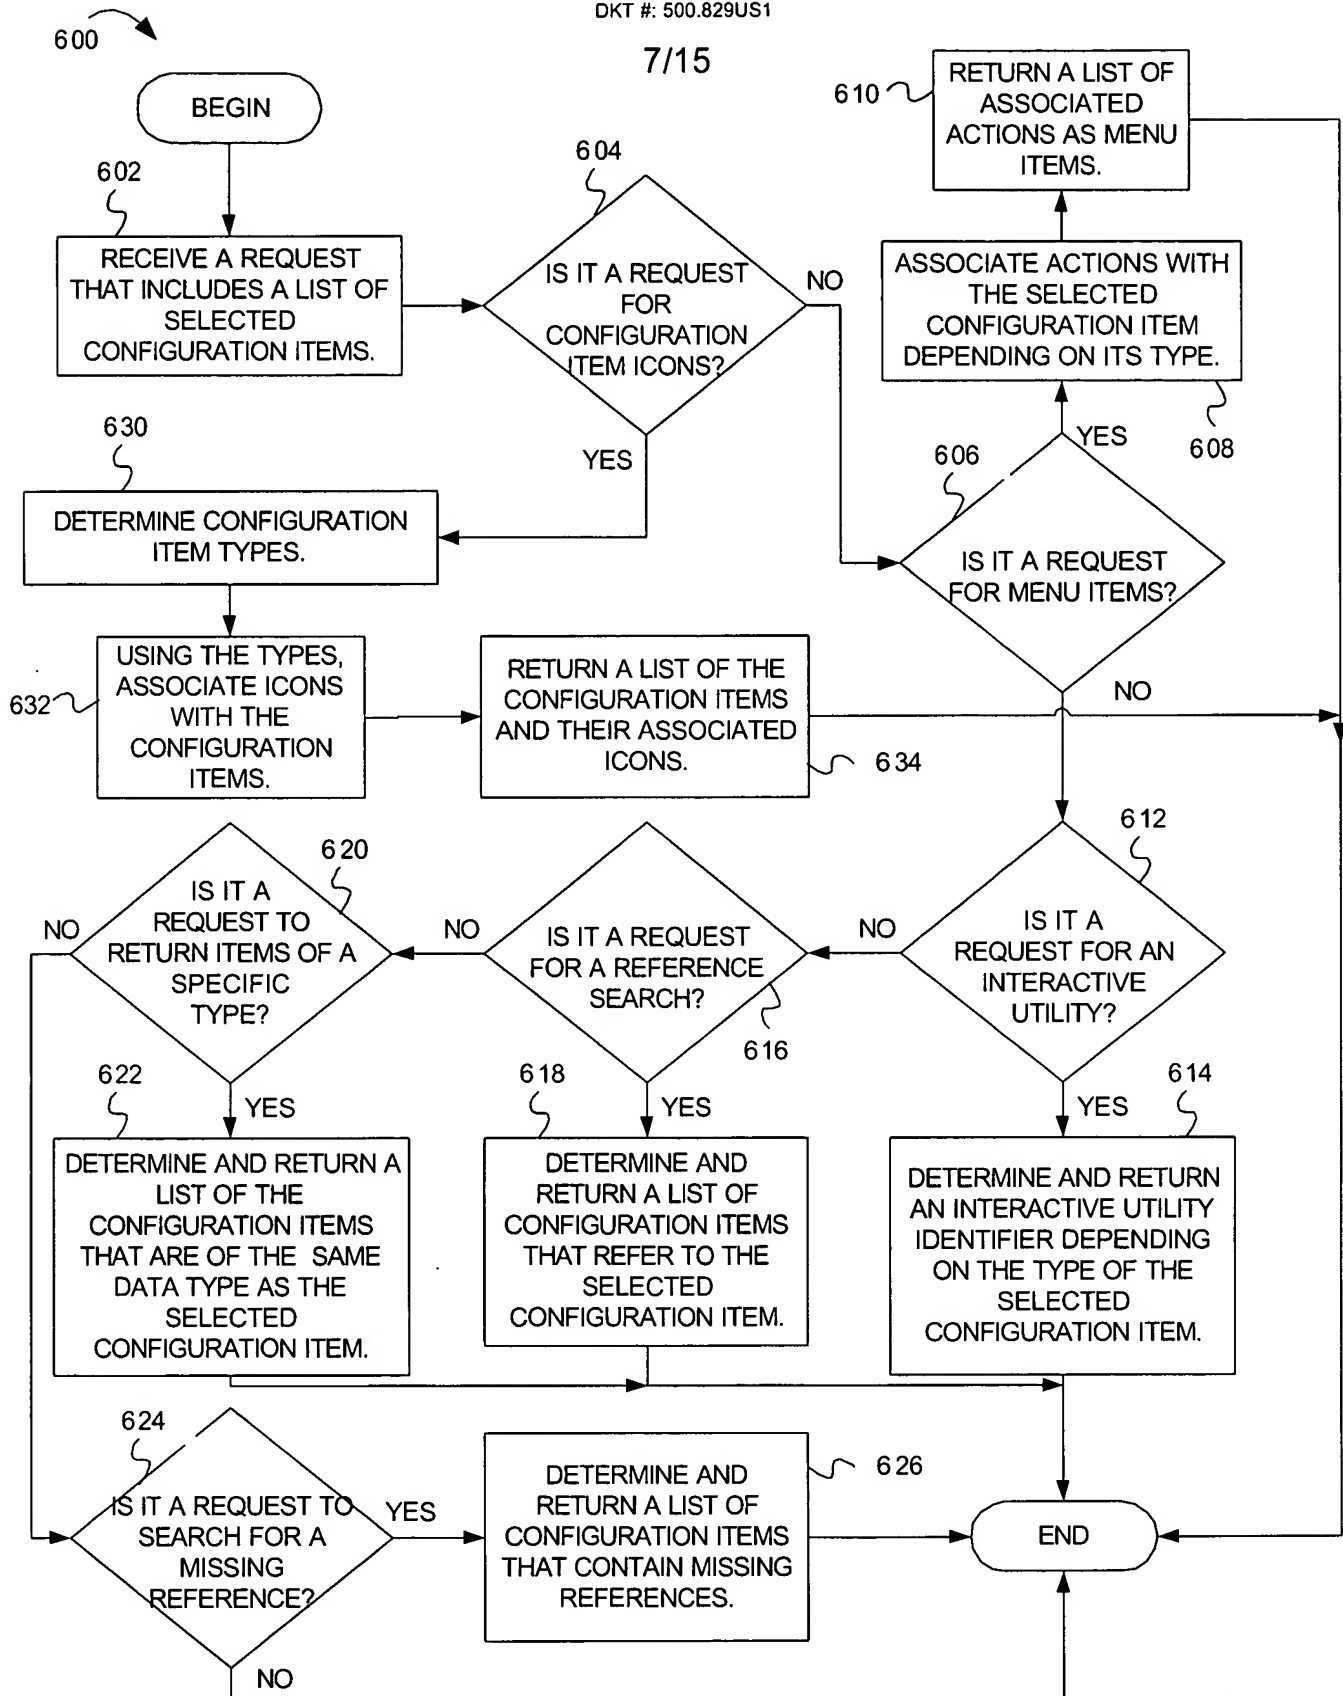 DKT #: 500.829US1
7/15
600
BEGIN
602
RECEIVE A REQUEST
THAT INCLUDES A LIST OF
SELECTED
CONFIGURATION ITEMS.
604
IS IT A REQUEST
FOR
CONFIGURATION
ITEM ICONS?
NO
YES
610
RETURN A LIST OF
ASSOCIATED
ACTIONS AS MENU
ITEMS.
ASSOCIATE ACTIONS WITH
THE SELECTED
CONFIGURATION ITEM
DEPENDING ON ITS TYPE.
608
YES
606
IS IT A REQUEST
FOR MENU ITEMS?
NO
630
DETERMINE CONFIGURATION
ITEM TYPES.
632
USING THE TYPES,
ASSOCIATE ICONS
WITH THE
CONFIGURATION
ITEMS.
RETURN A LIST OF THE
CONFIGURATION ITEMS
AND THEIR ASSOCIATED
ICONS.
634
612
IS IT A
REQUEST FOR AN
INTERACTIVE
UTILITY?
NO
YES
616
IS IT A REQUEST
FOR A REFERENCE
SEARCH?
NO
YES
620
IS IT A
REQUEST TO
RETURN ITEMS OF A
SPECIFIC
TYPE?
NO
YES
622
DETERMINE AND RETURN A
LIST OF THE
CONFIGURATION ITEMS
THAT ARE OF THE SAME
DATA TYPE AS THE
SELECTED
CONFIGURATION ITEM.
618
DETERMINE AND
RETURN A LIST OF
CONFIGURATION ITEMS
THAT REFER TO THE
SELECTED
CONFIGURATION ITEM.
614
DETERMINE AND RETURN
AN INTERACTIVE UTILITY
IDENTIFIER DEPENDING
ON THE TYPE OF THE
SELECTED
CONFIGURATION ITEM.
624
IS IT A REQUEST TO
SEARCH FOR A
MISSING
REFERENCE?
YES
NO
626
DETERMINE AND
RETURN A LIST OF
CONFIGURATION ITEMS
THAT CONTAIN MISSING
REFERENCES.
END